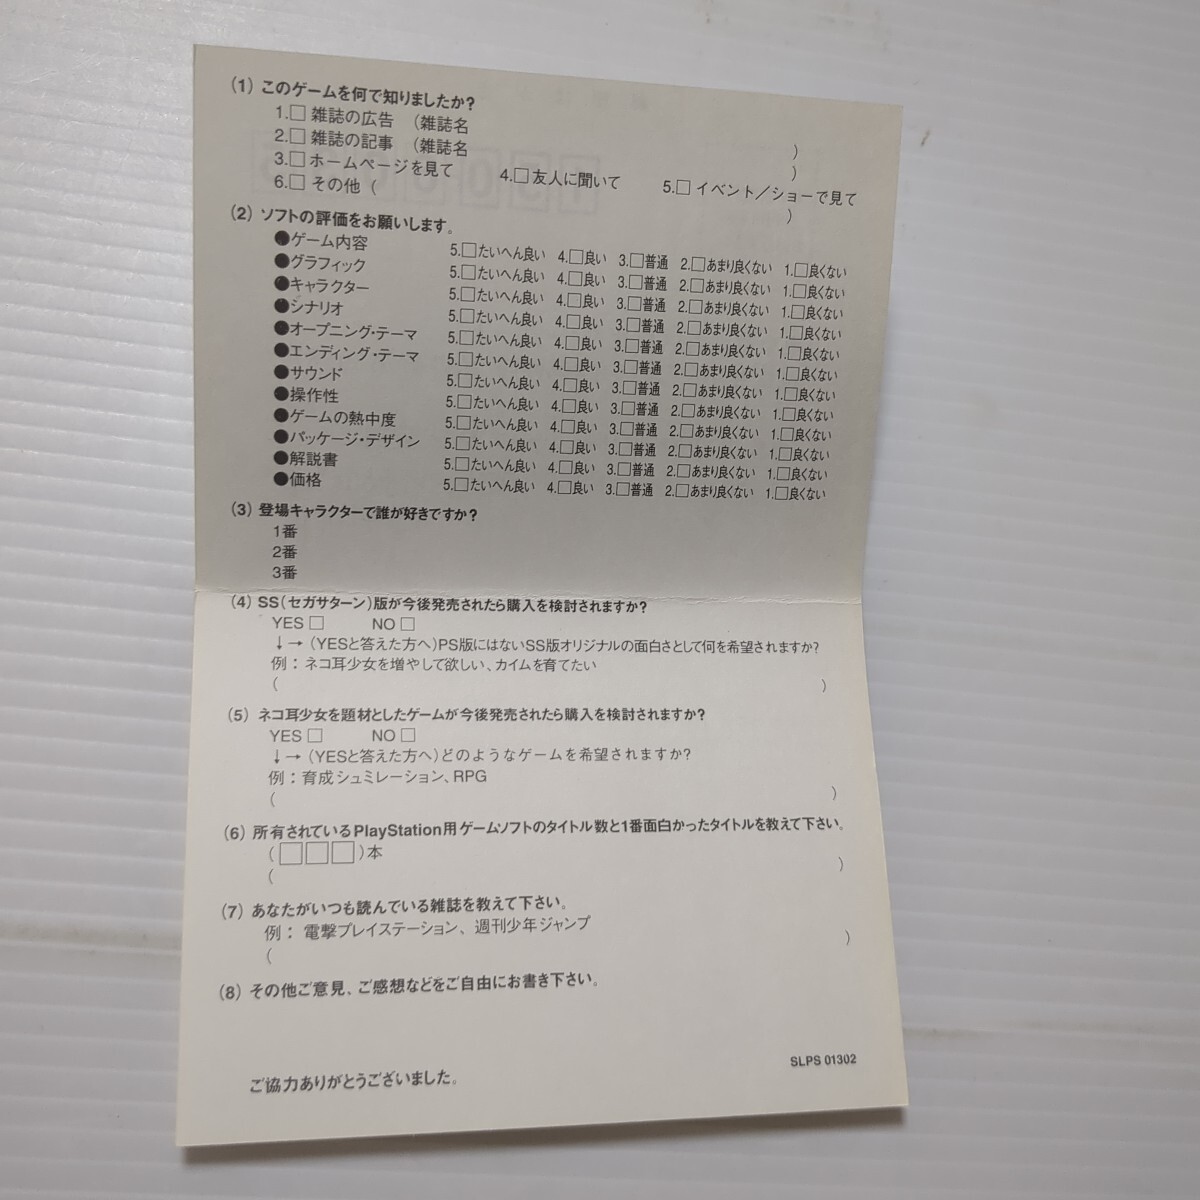 (1) このゲームを何で知りましたか?
1.□ 雑誌の広告 (雑誌名 )
2.□ 雑誌の記事 (雑誌名 )
3.□ ホームページを見て 4.□ 友人に聞いて 5.□ イベント/ショーで見て
6.□ その他 ( )
(2) ソフトの評価をお願いします。
●ゲーム内容 5.□たいへん良い 4.□良い 3.□普通 2.□あまり良くない 1.□良くない
●グラフィック 5.□たいへん良い 4.□良い 3.□普通 2.□あまり良くない 1.□良くない
●キャラクター 5.□たいへん良い 4.□良い 3.□普通 2.□あまり良くない 1.□良くない
●シナリオ 5.□たいへん良い 4.□良い 3.□普通 2.□あまり良くない 1.□良くない
●オープニング・テーマ 5.□たいへん良い 4.□良い 3.□普通 2.□あまり良くない 1.□良くない
●エンディング・テーマ 5.□たいへん良い 4.□良い 3.□普通 2.□あまり良くない 1.□良くない
●サウンド 5.□たいへん良い 4.□良い 3.□普通 2.□あまり良くない 1.□良くない
●操作性 5.□たいへん良い 4.□良い 3.□普通 2.□あまり良くない 1.□良くない
●ゲームの熱中度 5.□たいへん良い 4.□良い 3.□普通 2.□あまり良くない 1.□良くない
●パッケージ・デザイン 5.□たいへん良い 4.□良い 3.□普通 2.□あまり良くない 1.□良くない
●解説書 5.□たいへん良い 4.□良い 3.□普通 2.□あまり良くない 1.□良くない
●価格 5.□たいへん良い 4.□良い 3.□普通 2.□あまり良くない 1.□良くない
(3) 登場キャラクターで誰が好きですか?
1番
2番
3番
(4) SS(セガサターン)版が今後発売されたら購入を検討されますか?
YES □ NO □
↓→ (YESと答えた方へ)PS版にはないSS版オリジナルの面白さとして何を希望されますか?
例 : ネコ耳少女を増やして欲しい、カイムを育てたい
( )
(5) ネコ耳少女を題材としたゲームが今後発売されたら購入を検討されますか?
YES □ NO □
↓→ (YESと答えた方へ)どのようなゲームを希望されますか?
例 : 育成シュミレーション、RPG
( )
(6) 所有されているPlayStation用ゲームソフトのタイトル数と1番面白かったタイトルを教えて下さい。
(□□□)本
( )
(7) あなたがいつも読んでいる雑誌を教えて下さい。
例 : 電撃プレイステーション、週刊少年ジャンプ
( )
(8) その他ご意見、ご感想などをご自由にお書き下さい。
SLPS 01302
ご協力ありがとうございました。